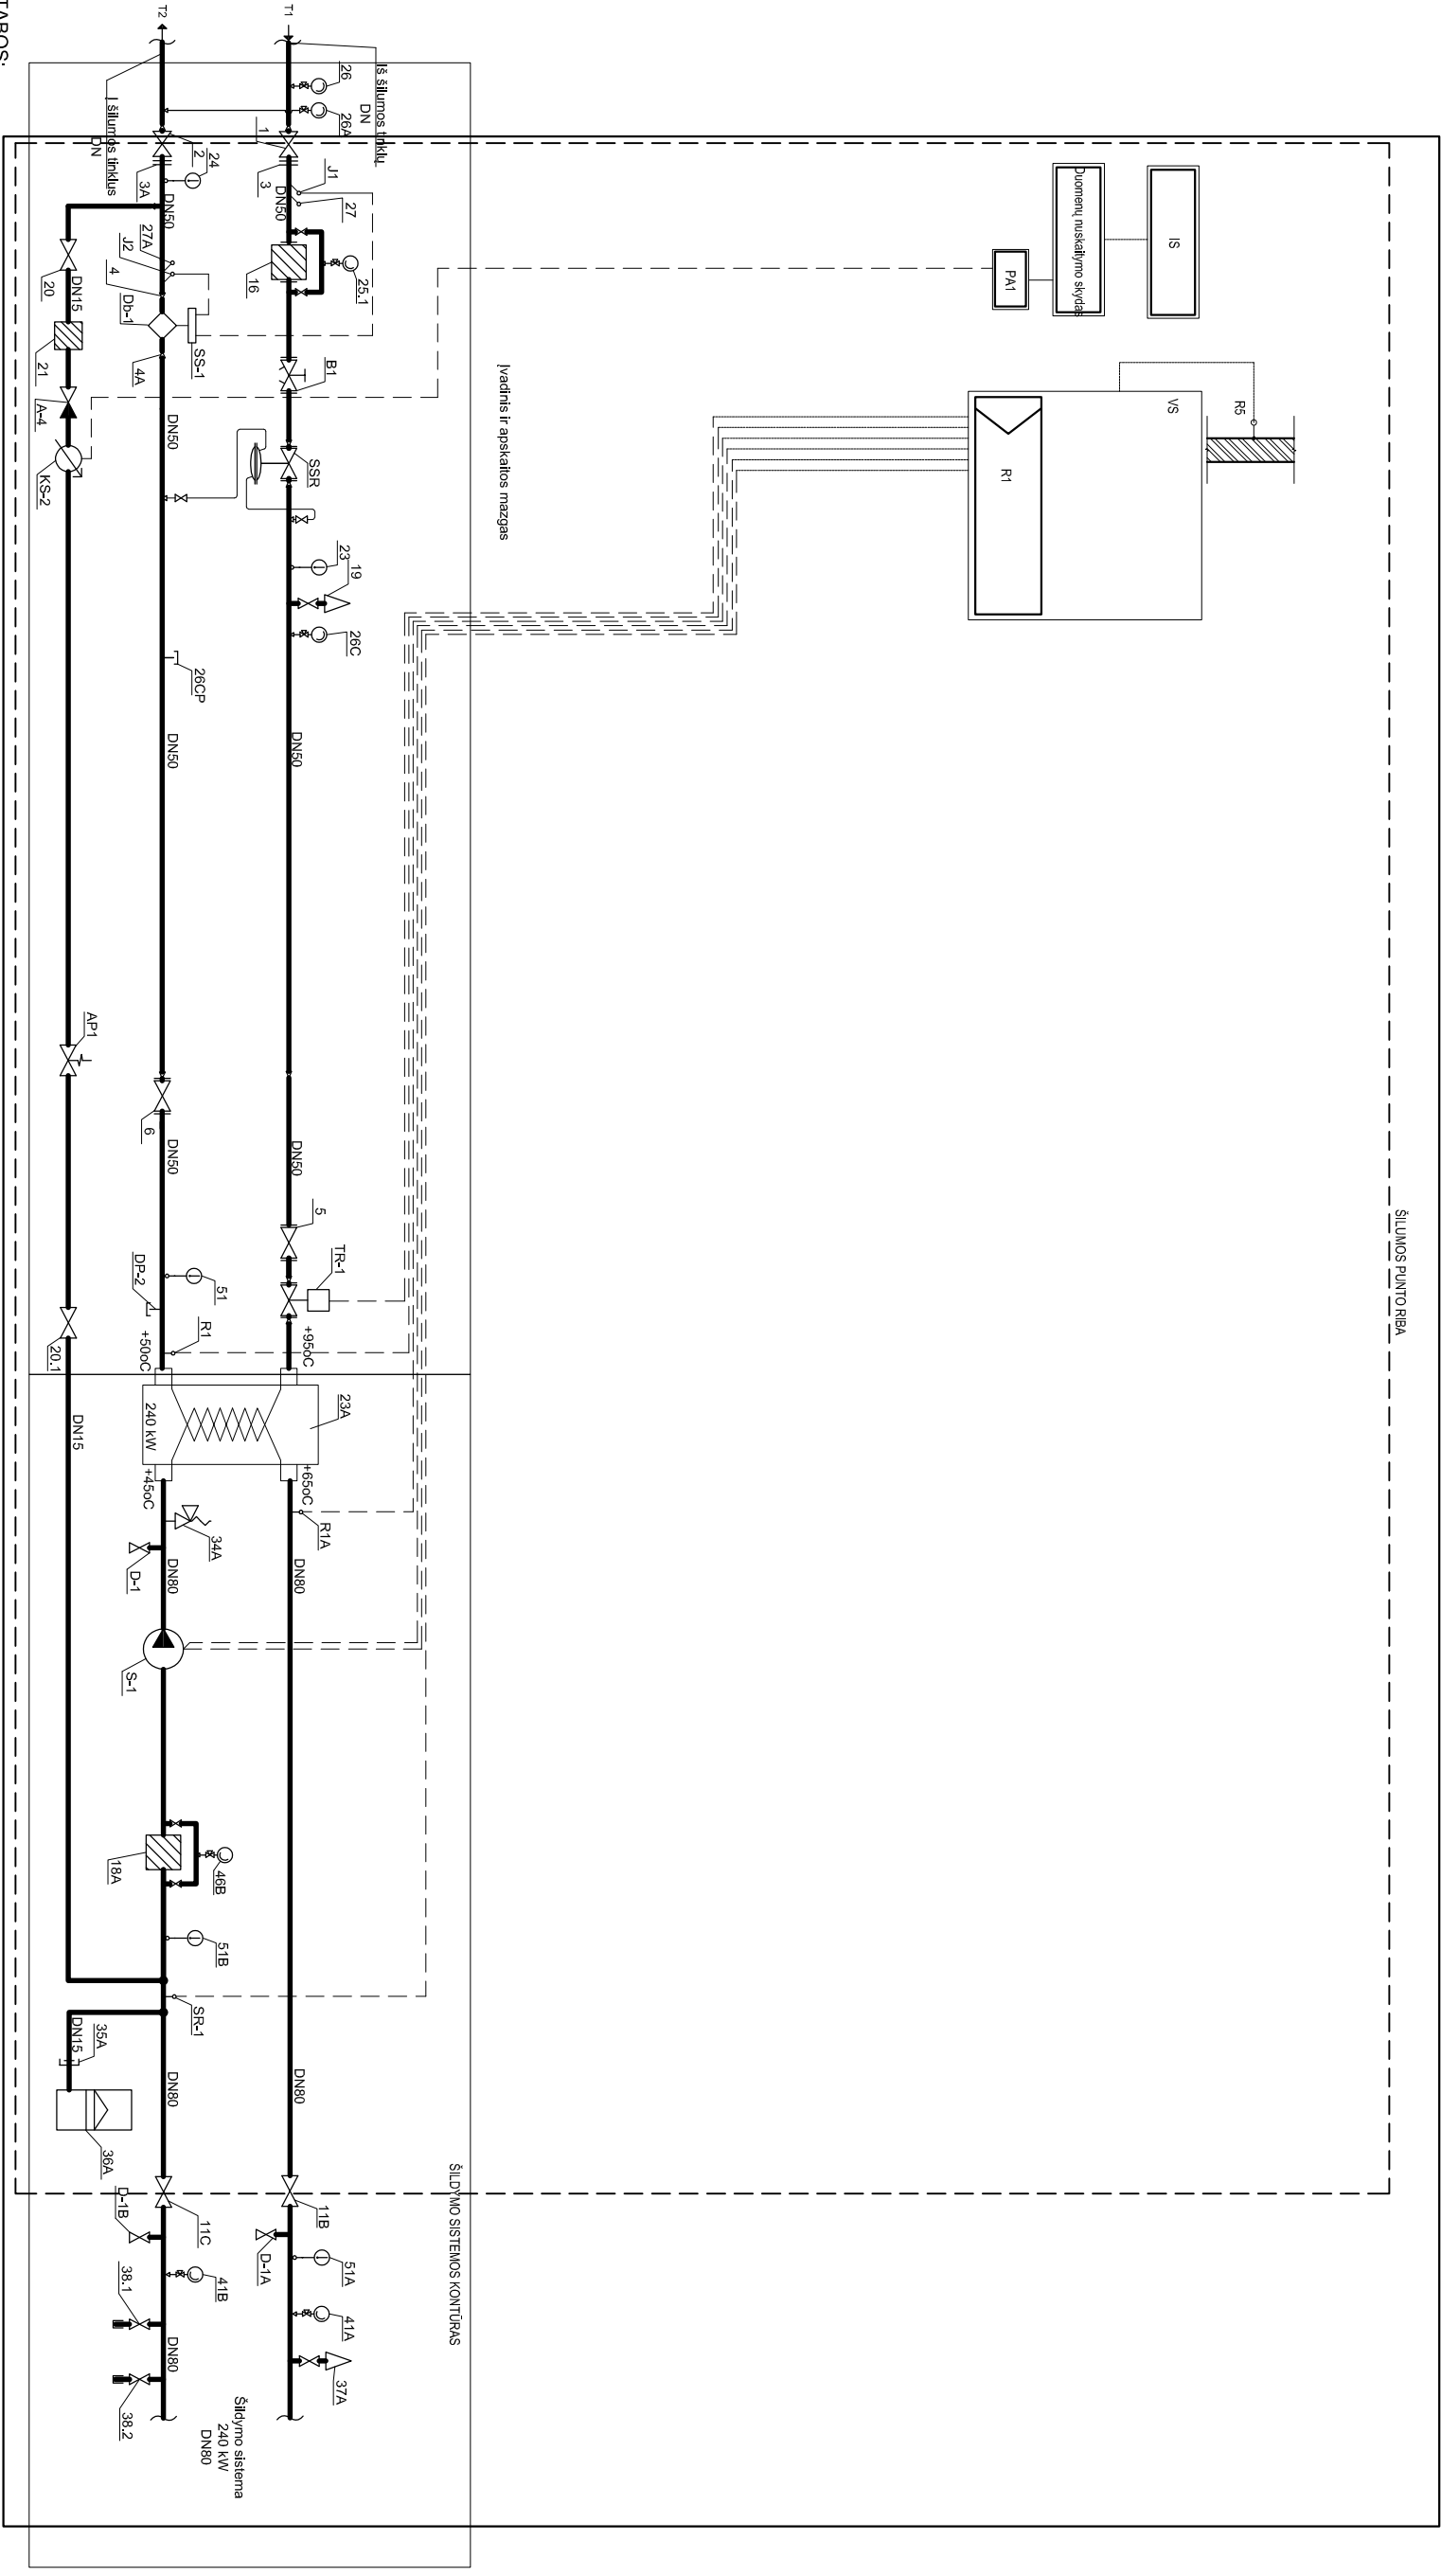 TABOS:
T2
T1
Į šilumos tinklus
DN
Iš šilumos tinklų
DN
26
26A
1
2
24
3A
3
DN50
J1
27
DN50
27A
J2
4
Db-1
SS-1
4A
16
25.1
20
DN15
21
A-4
KS-2
B1
SSR
DN50
23
19
26C
26CP
DN50
DN50
Įvadinis ir apskaitos mazgas
IS
Duomenų nuskaitymo skydas
PA1
VS
R1
R5
ŠILUMOS PUNTO RIBA
AP1
6
DN50
DN50
5
TR-1
51
DP-2
R1
+50oC
+95oC
20.1
DN15
23A
240 kW
+45oC
+65oC
R1A
34A
D-1
DN80
DN80
S-1
18A
46B
51B
SR-1
DN15
35A
36A
DN80
DN80
ŠILDYMO SISTEMOS KONTŪRAS
D-1B
11C
11B
D-1A
51A
41B
41A
38.1
DN80
38.2
37A
Šildymo sistema
240 kW
DN80